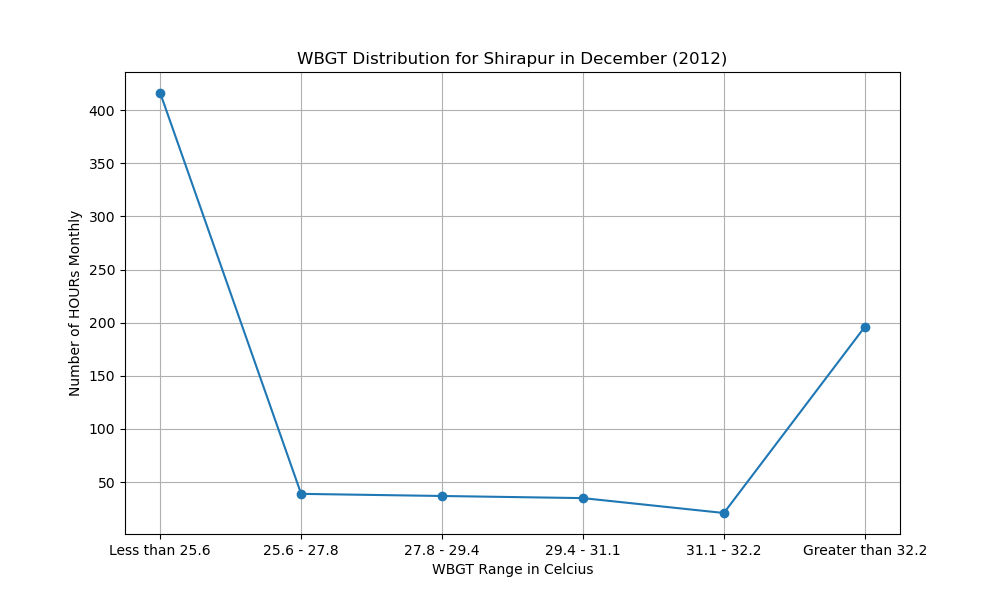 WBGT Distribution for Shirapur in December (2012)
Number of HOURs Monthly
400
350
300
250
200
150
100
50
Less than 25.6 25.6 - 27.8 27.8 - 29.4 29.4 - 31.1 31.1 - 32.2 Greater than 32.2
WBGT Range in Celcius